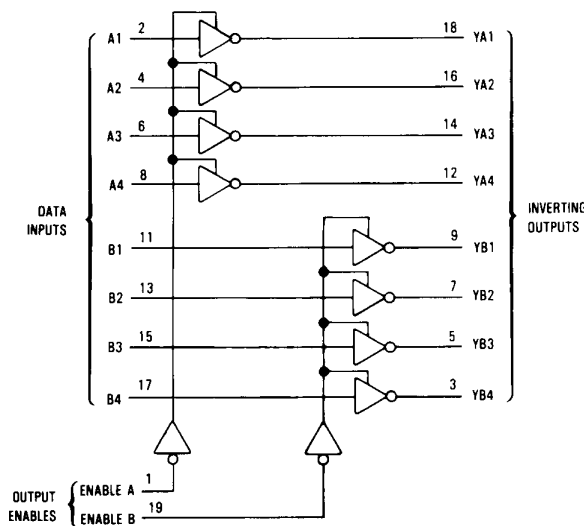 A1 2 18 YA1
A2 4 16 YA2
A3 6 14 YA3
A4 8 12 YA4
DATA INPUTS
INVERTING OUTPUTS
B1 11 9 YB1
B2 13 7 YB2
B3 15 5 YB3
B4 17 3 YB4
OUTPUT ENABLES
ENABLE A 1
ENABLE B 19